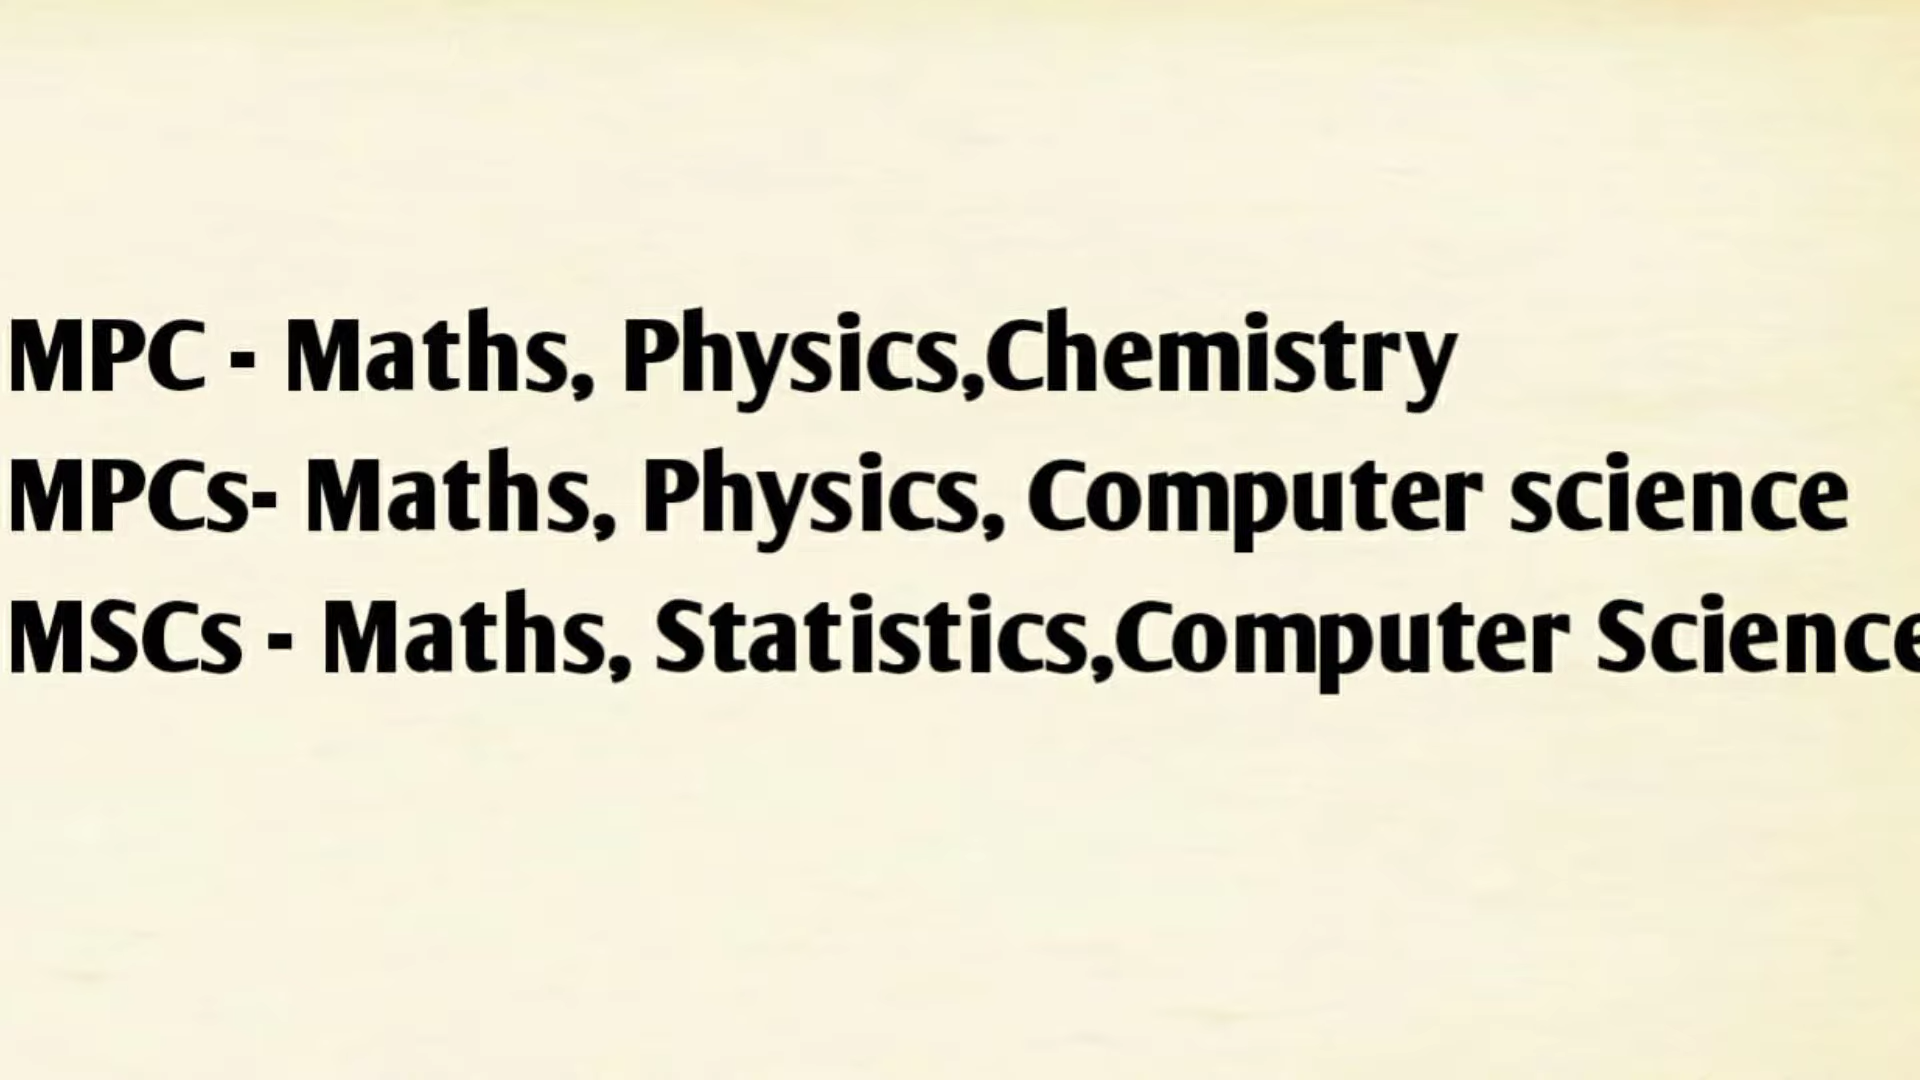 MPC - Maths, Physics,Chemistry
MPCs- Maths, Physics, Computer science
MSCs - Maths, Statistics,Computer Science